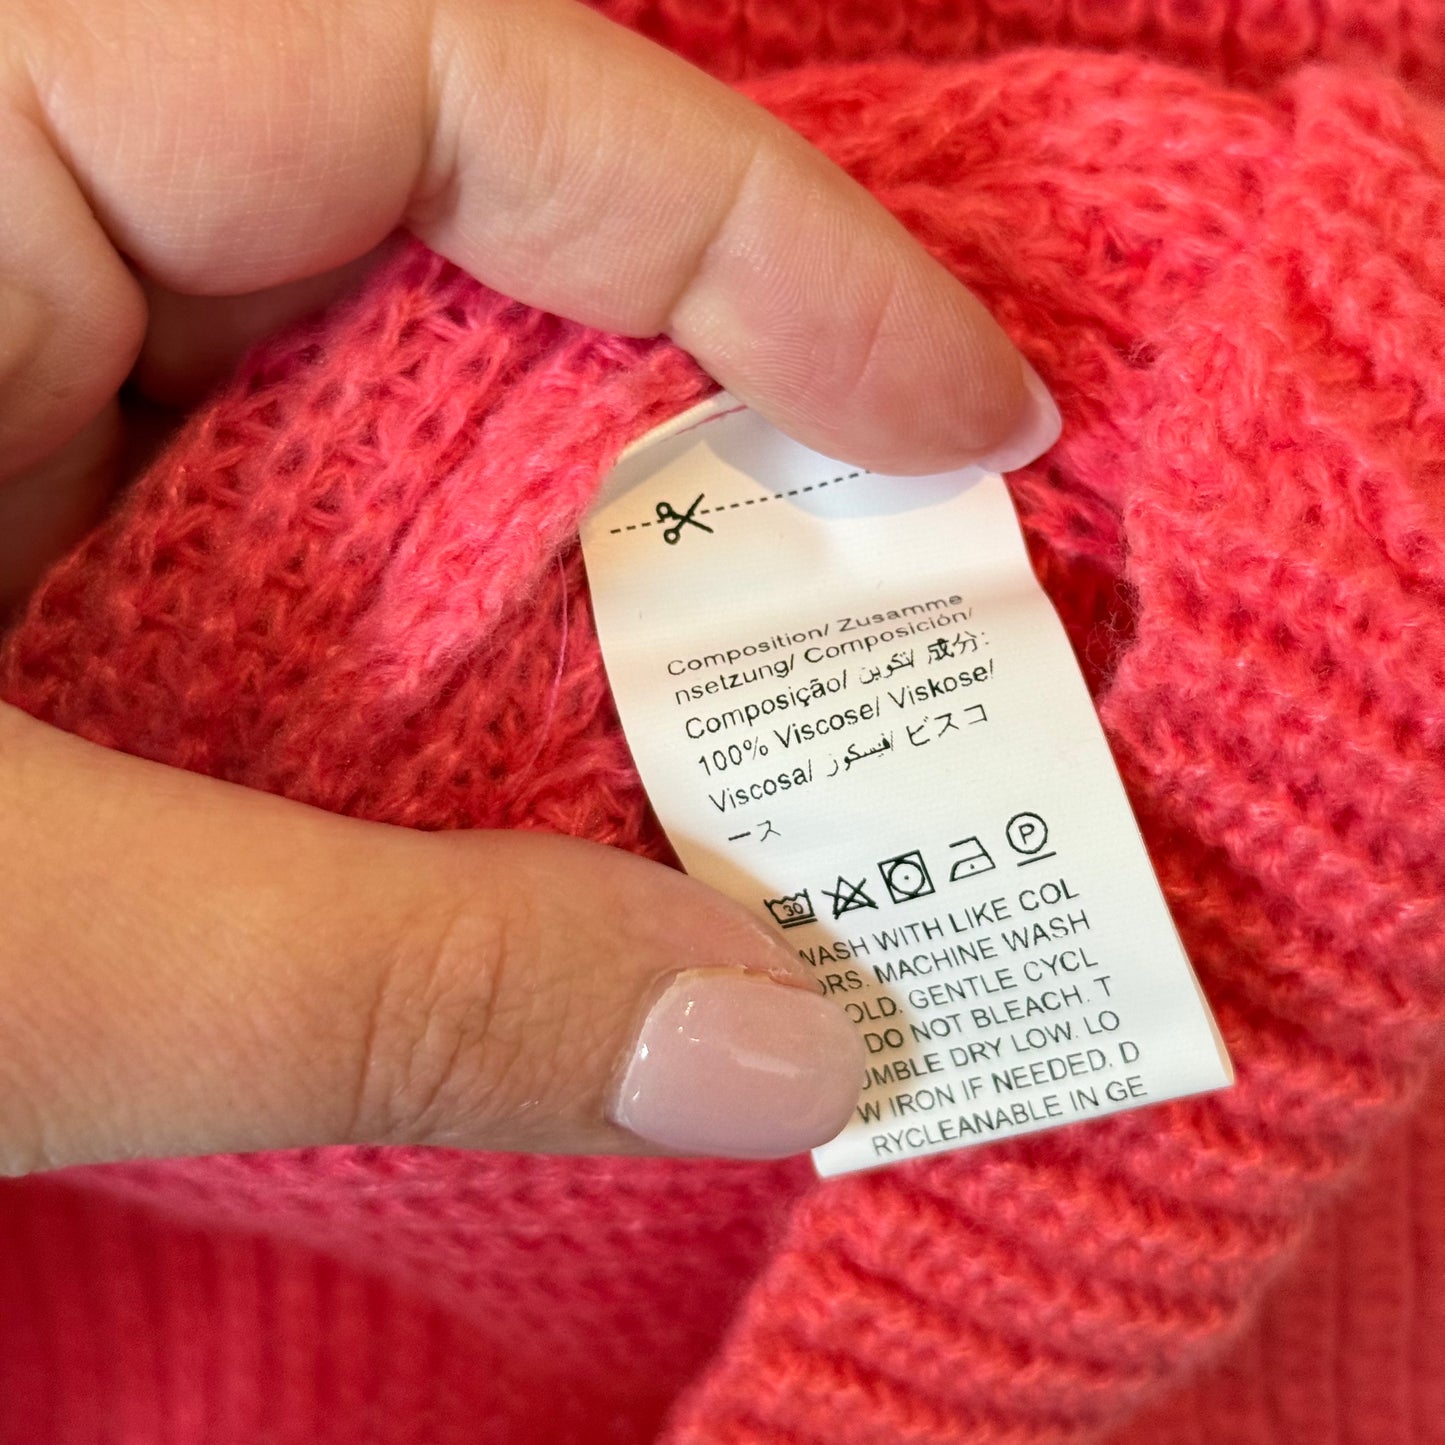 Composition/ Zusamme
nsetzung/ Composición/
Composição/ تكوين/ 成分:
100% Viscose/ Viskose/
Viscosa/ فيسكوز/ ビスコ
ース
30 P
WASH WITH LIKE COL
ORS. MACHINE WASH
OLD. GENTLE CYCL
DO NOT BLEACH. T
UMBLE DRY LOW. LO
W IRON IF NEEDED. D
RYCLEANABLE IN GE